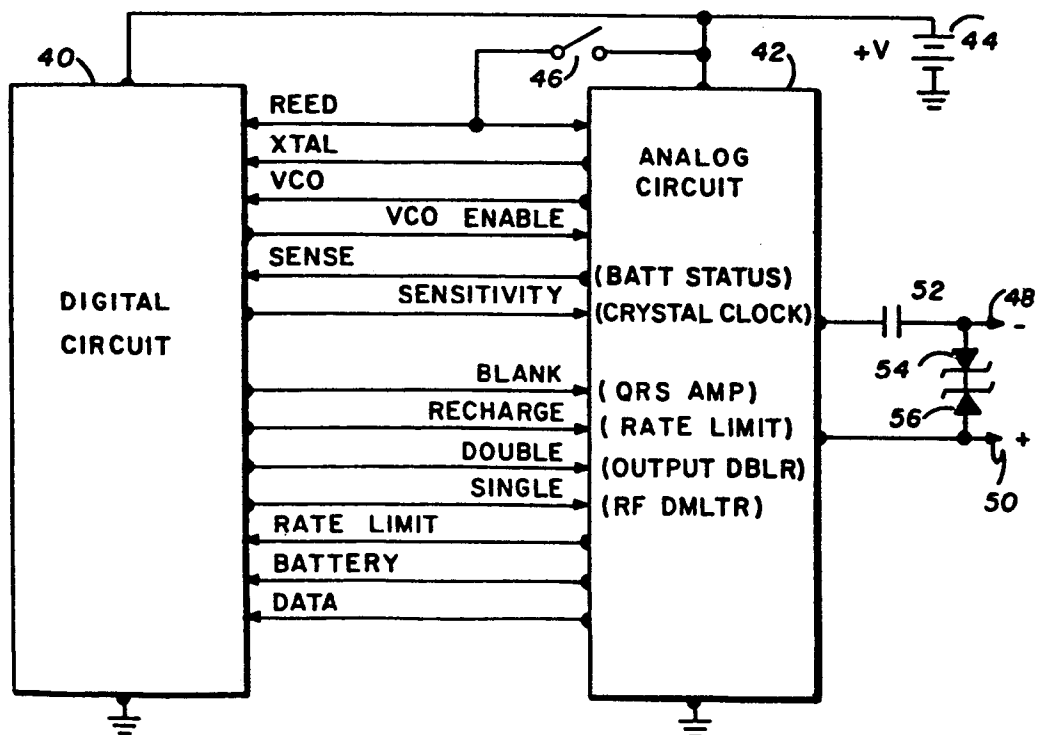 40
46
42
+V
44
REED
XTAL
VCO
VCO ENABLE
SENSE
SENSITIVITY
BLANK
RECHARGE
DOUBLE
SINGLE
RATE LIMIT
BATTERY
DATA
DIGITAL
CIRCUIT
ANALOG
CIRCUIT
(BATT STATUS)
(CRYSTAL CLOCK)
(QRS AMP)
(RATE LIMIT)
(OUTPUT DBLR)
(RF DMLTR)
52
48
-
54
56
+
50